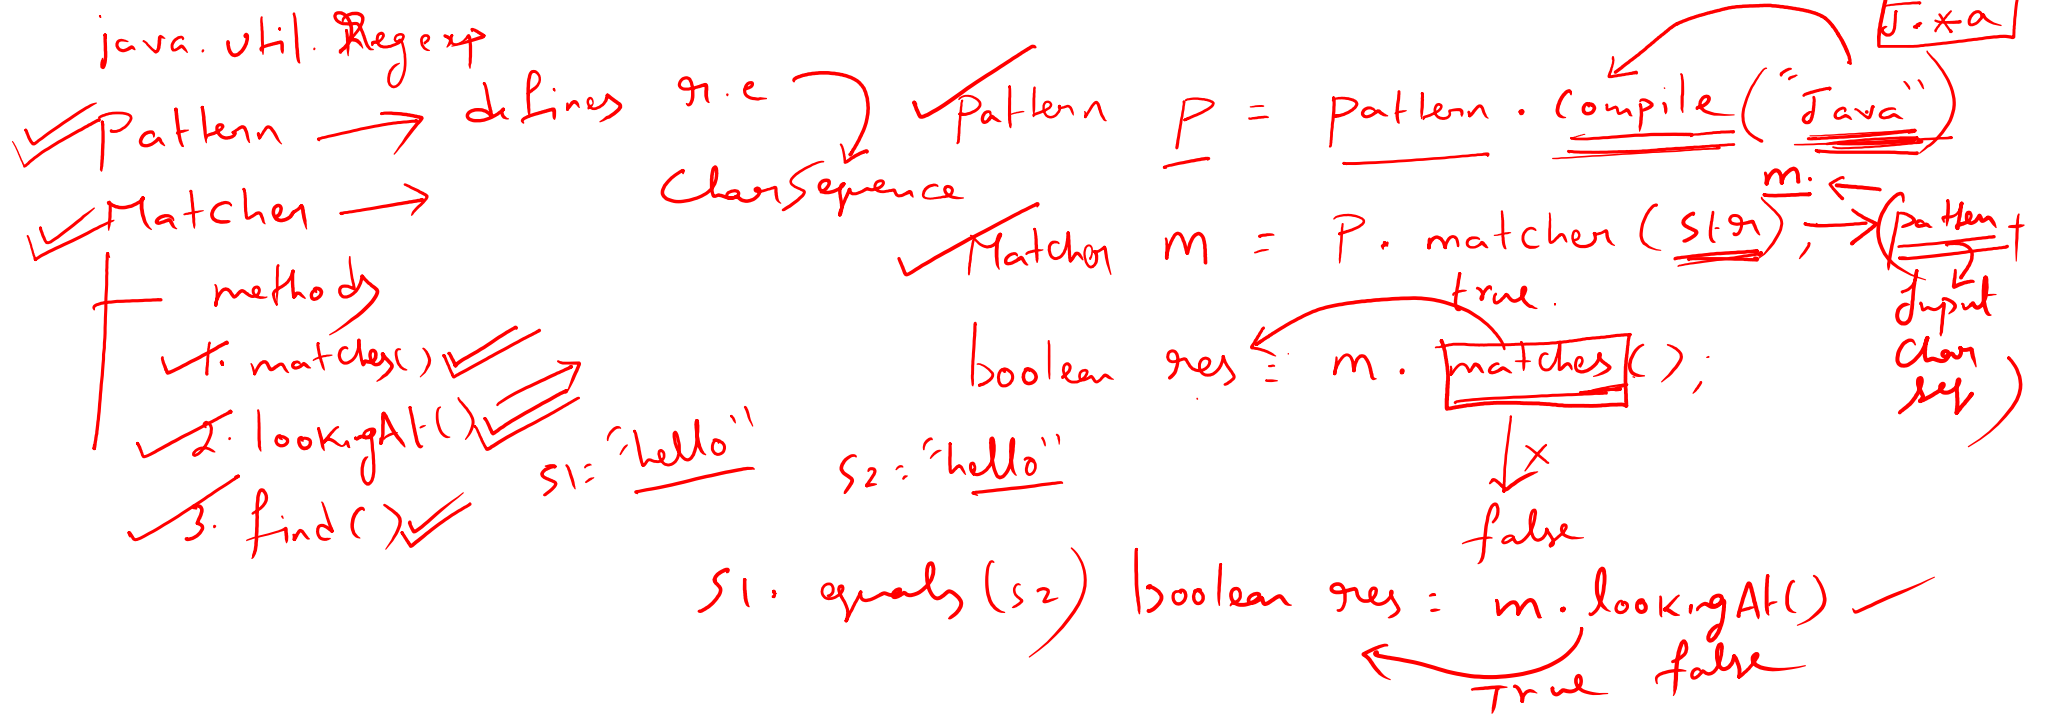 java.util.Regexp
Pattern → defines r.e
CharSequence
Matcher →
methods
1. matches()
2. lookingAt()
3. find()
s1= "hello" s2= "hello"
s1. equals(s2)
J.*a
Pattern P = pattern . Compile ("Java")
Matcher m = P. matcher (str); → (pattern +
m.
Input
Char
seq)
true.
boolean res = m. matches();
x
false
boolean res = m. lookingAt()
True false